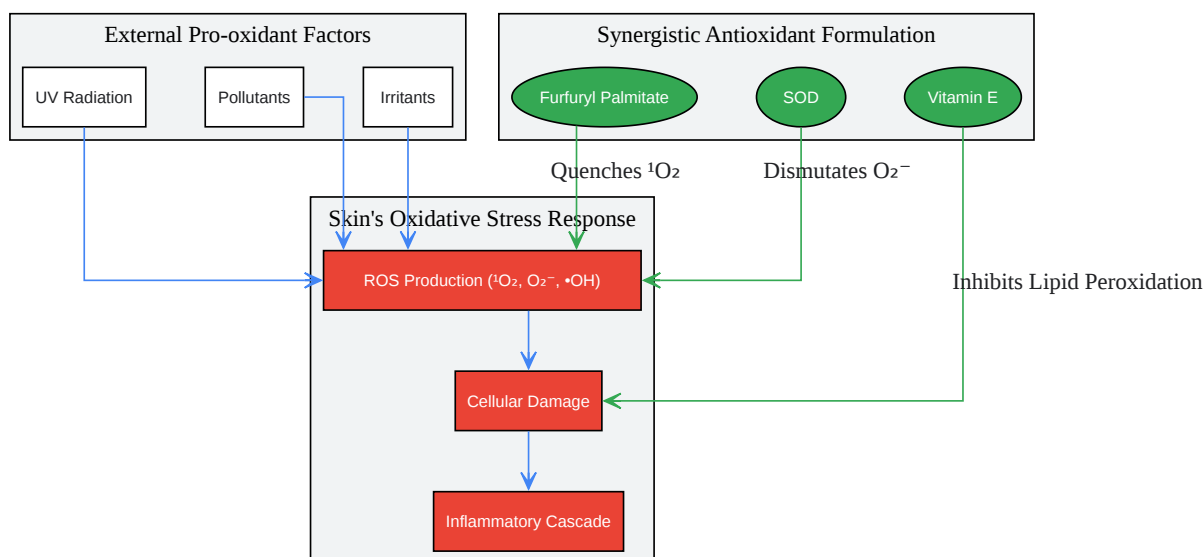 External Pro-oxidant Factors
Synergistic Antioxidant Formulation
UV Radiation
Pollutants
Irritants
Furfuryl Palmitate
SOD
Vitamin E
Quenches ¹O₂
Dismutates O₂⁻
Skin's Oxidative Stress Response
ROS Production (¹O₂, O₂⁻, •OH)
Inhibits Lipid Peroxidation
Cellular Damage
Inflammatory Cascade